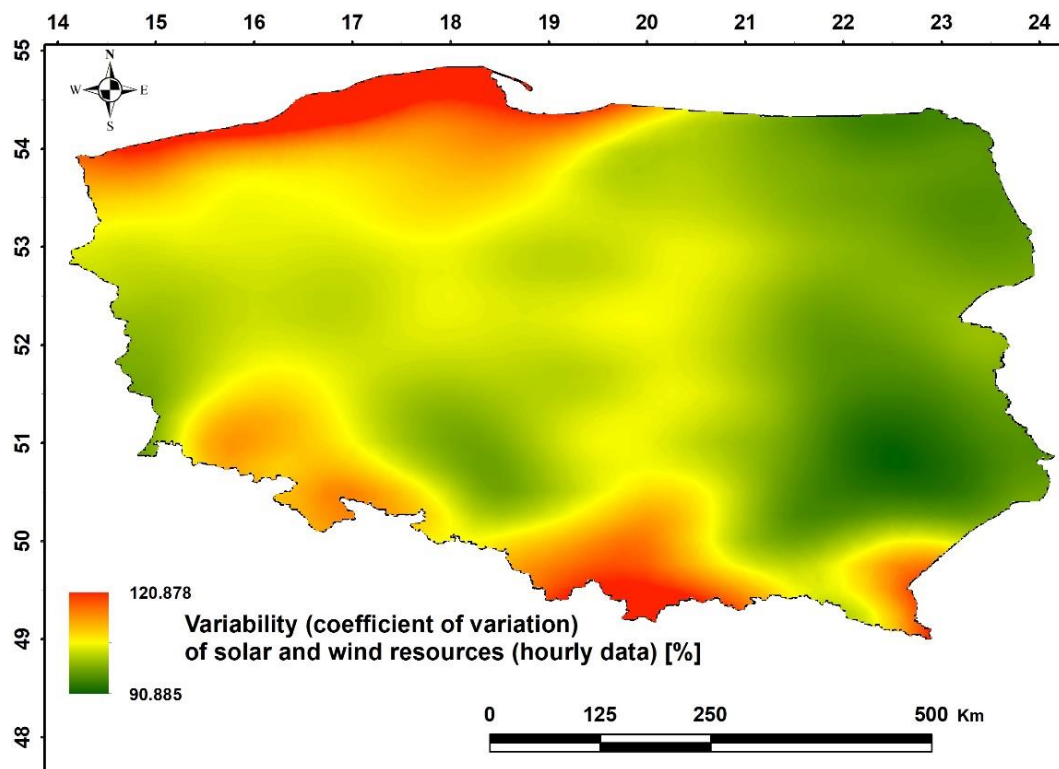 14 15 16 17 18 19 20 21 22 23 24
55
N
W E
S
54
53
52
51
50
120.878
Variability (coefficient of variation)
of solar and wind resources (hourly data) [%]
49
90.885
0 125 250 500 Km
48